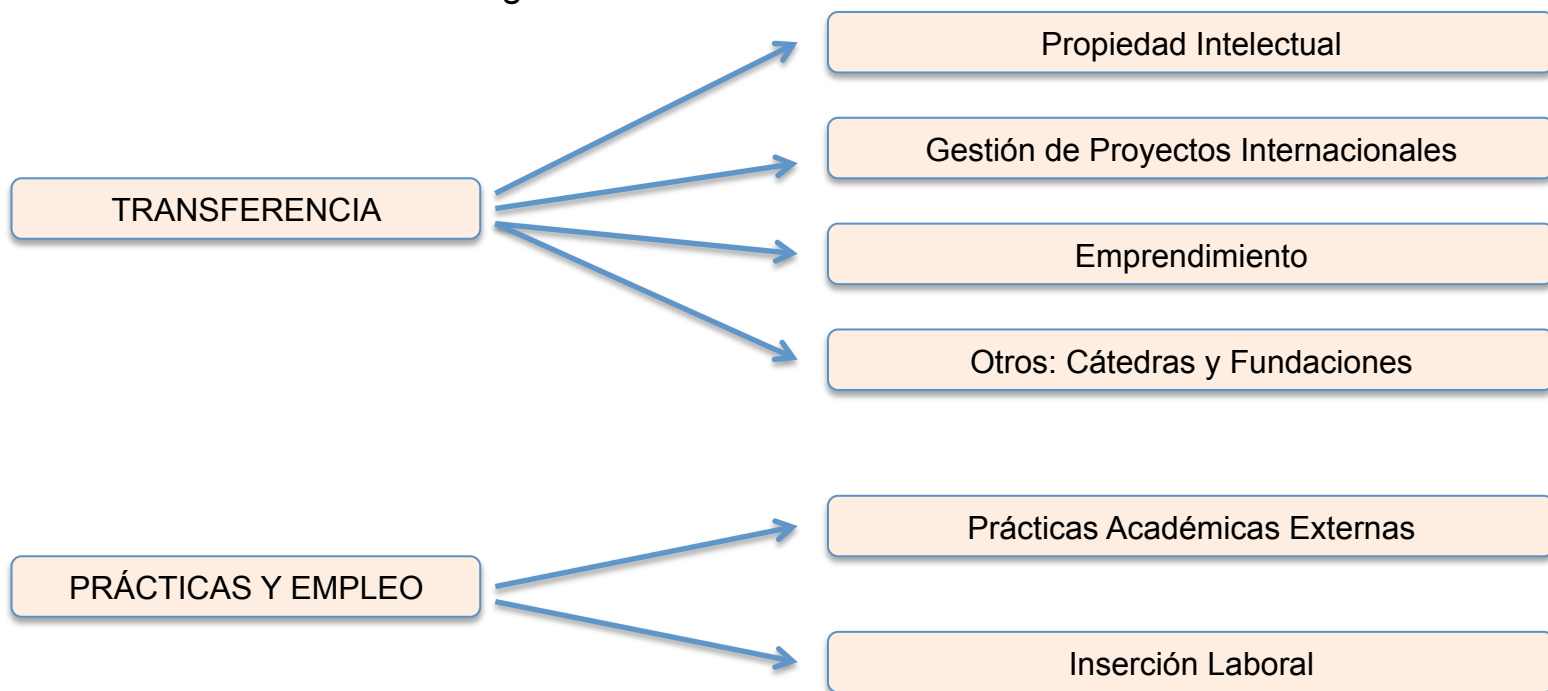 Propiedad Intelectual
Gestión de Proyectos Internacionales
TRANSFERENCIA
Emprendimiento
Otros: Cátedras y Fundaciones
Prácticas Académicas Externas
PRÁCTICAS Y EMPLEO
Inserción Laboral